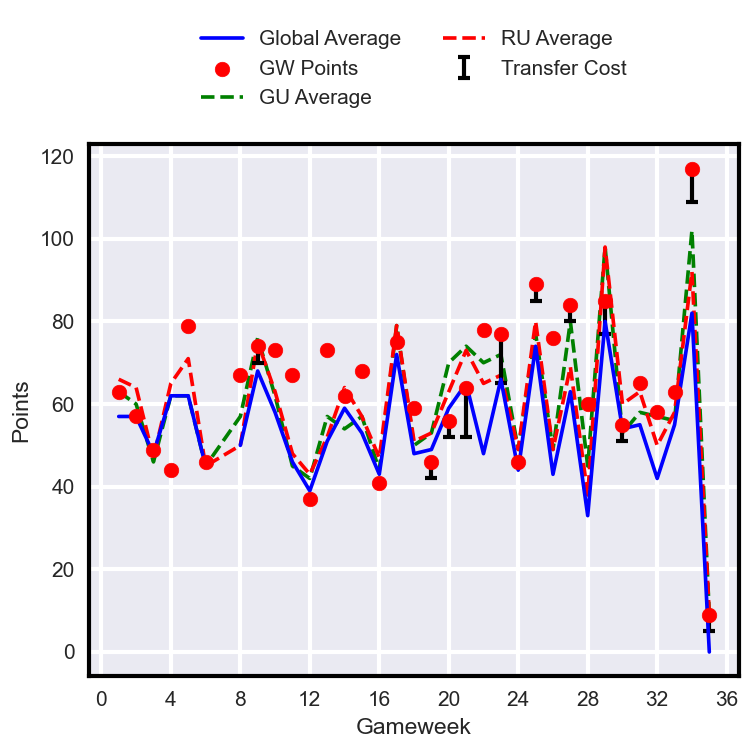 Global Average
GW Points
GU Average
RU Average
Transfer Cost
120
100
80
60
40
20
0
Points
0 4 8 12 16 20 24 28 32 36
Gameweek